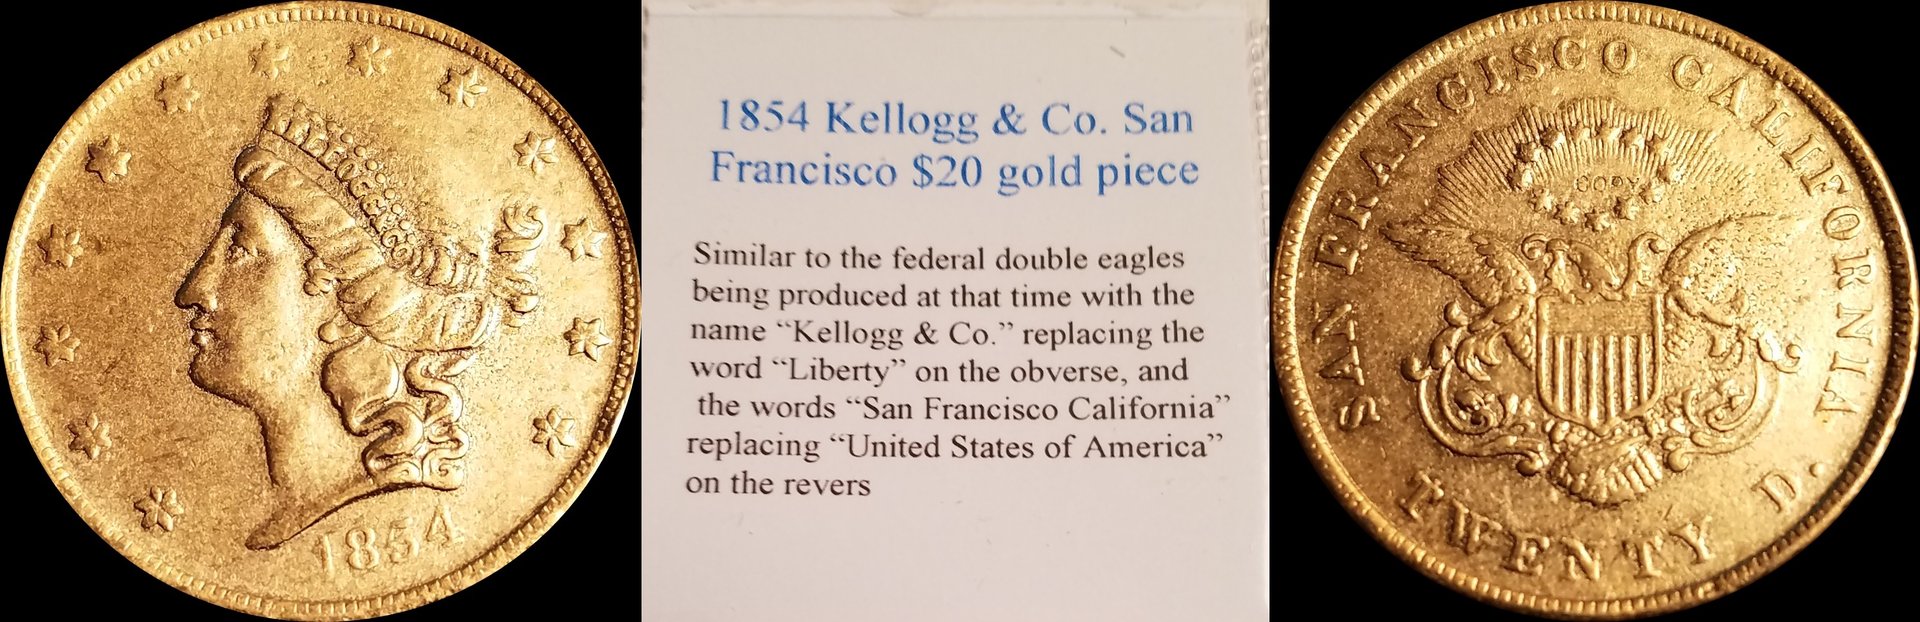 KELLOGG & CO
1854
1854 Kellogg & Co. San
Francisco $20 gold piece
Similar to the federal double eagles
being produced at that time with the
name “Kellogg & Co.” replacing the
word “Liberty” on the obverse, and
the words “San Francisco California”
replacing “United States of America”
on the revers
SAN FRANCISCO CALIFORNIA
COPY
TWENTY D.